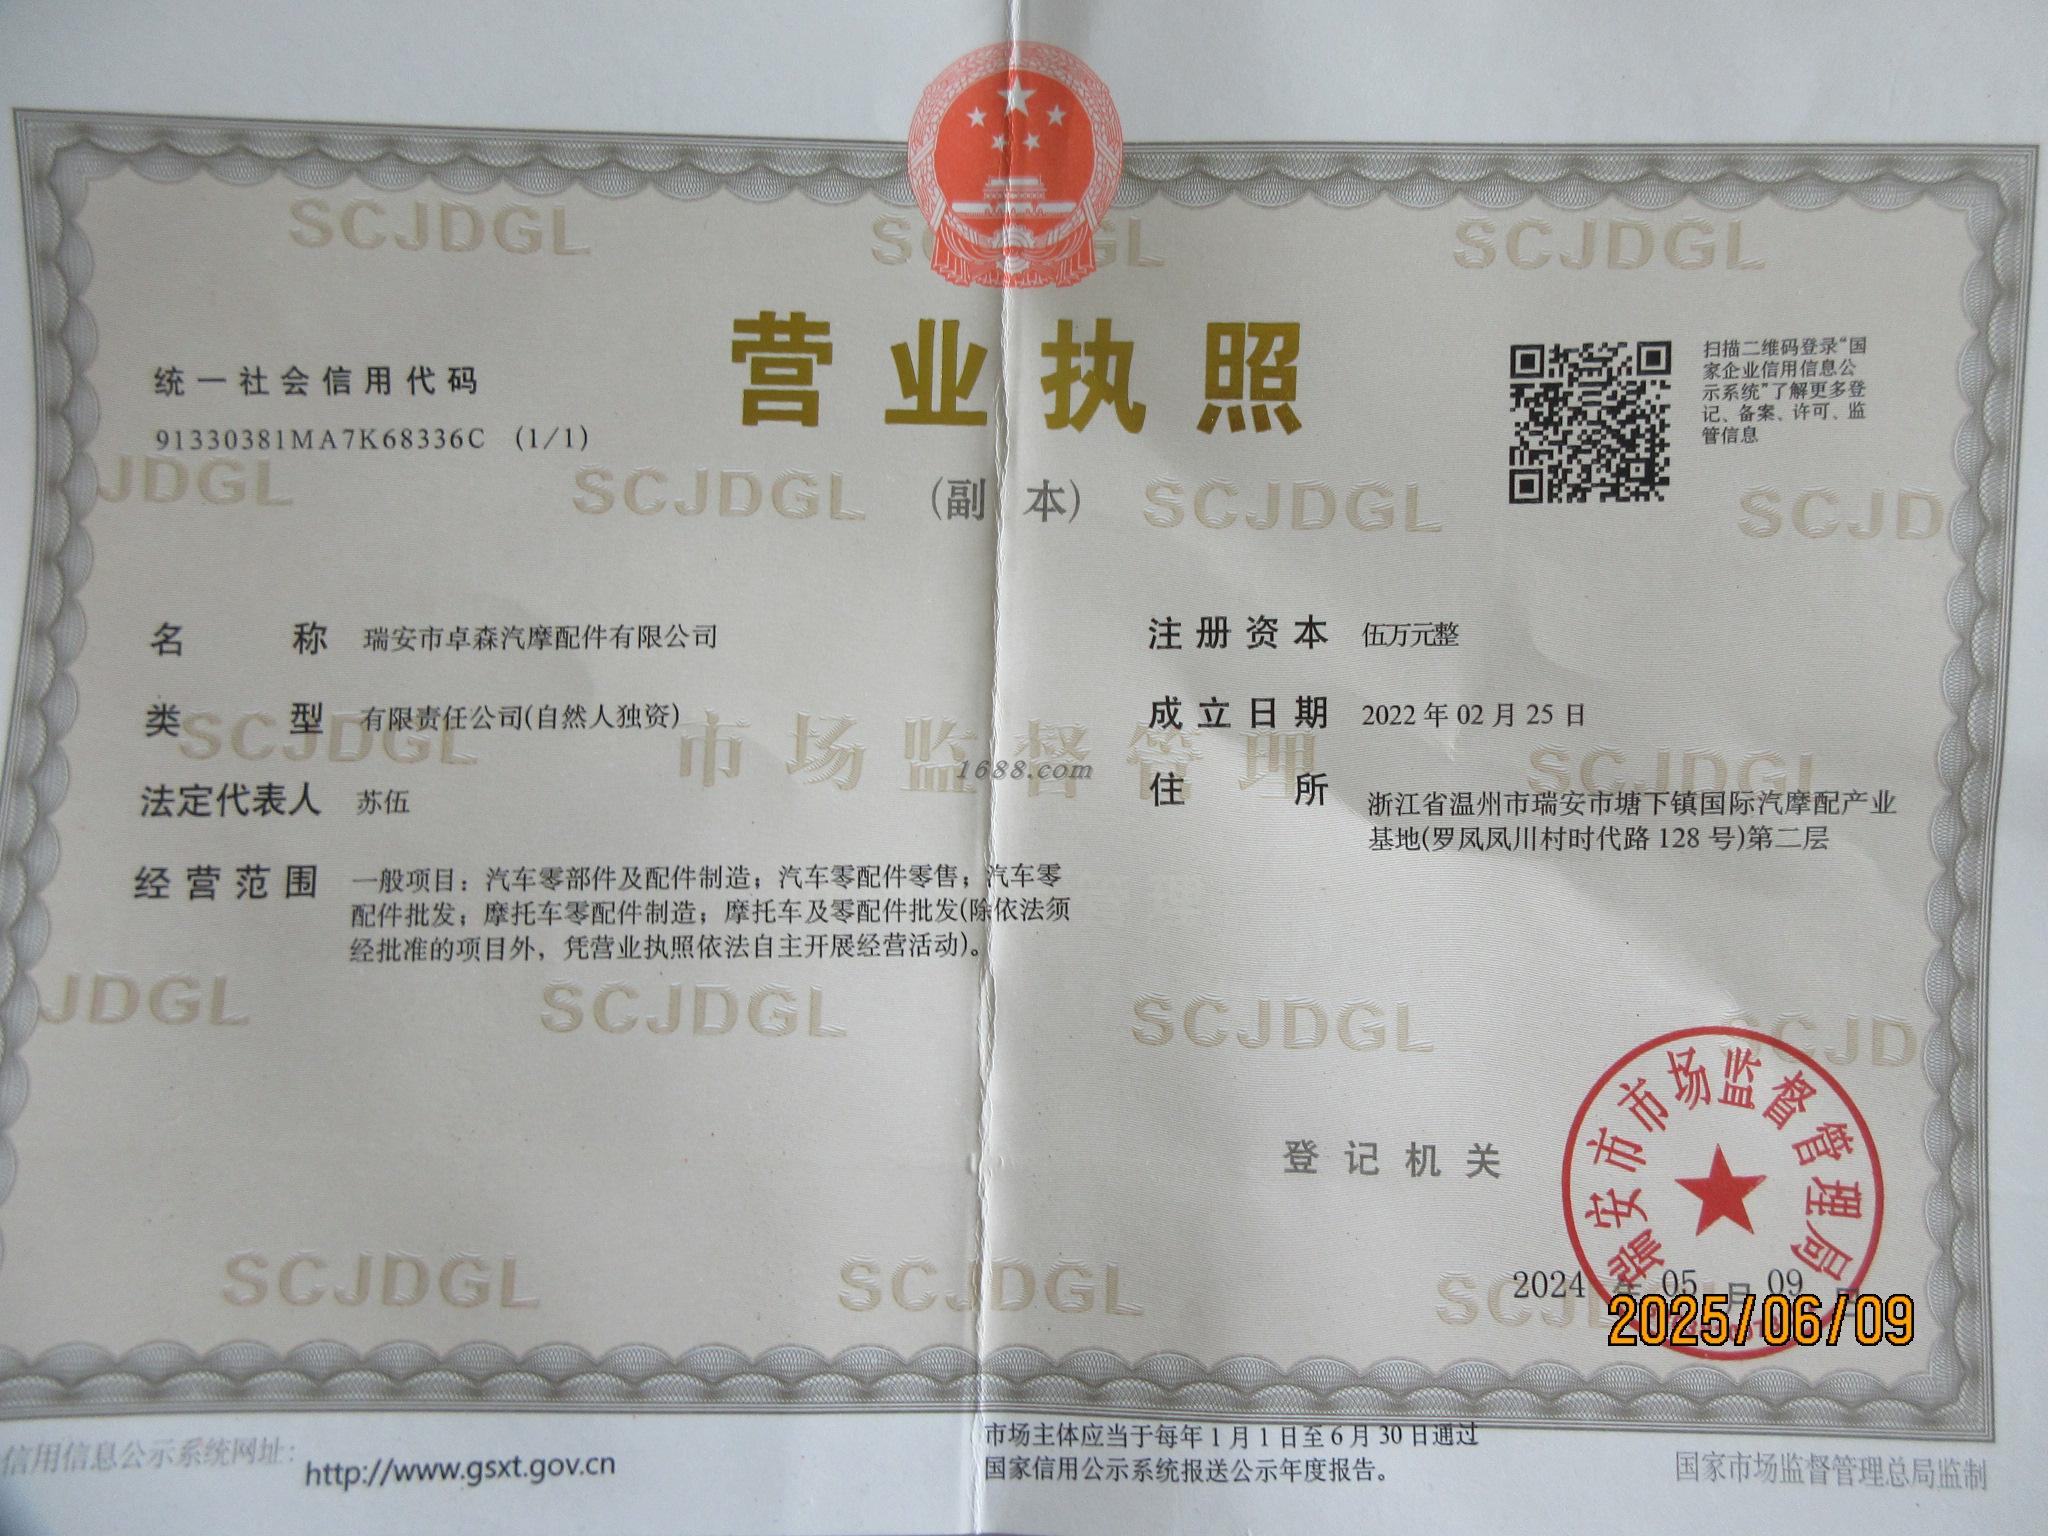 SCJDGL SCJDGL SCJDGL
营业执照
(副 本)
统一社会信用代码
91330381MA7K68336C (1/1)
扫描二维码登录“国
家企业信用信息公
示系统”了解更多登
记、备案、许可、监
管信息
JDGL SCJDGL SCJDGL SCJD
名 称 瑞安市卓森汽摩配件有限公司
类 型 有限责任公司(自然人独资)
法定代表人 苏伍
经营范围 一般项目：汽车零部件及配件制造；汽车零配件零售；汽车零
配件批发；摩托车零配件制造；摩托车及零配件批发(除依法须
经批准的项目外，凭营业执照依法自主开展经营活动)。
注册资本 伍万元整
成立日期 2022 年 02 月 25 日
住 所 浙江省温州市瑞安市塘下镇国际汽摩配产业
基地(罗凤凤川村时代路 128 号)第二层
SCJDGL 市场监督管理 SCJDGL
1688.com
JDGL SCJDGL SCJDGL SCJD
登记机关
瑞安市市场监督管理局
2024 年 05 月 09 日
SCJDGL SCJDGL SCJ
2025/06/09
信用信息公示系统网址：
http://www.gsxt.gov.cn
市场主体应当于每年 1 月 1 日至 6 月 30 日通过
国家信用公示系统报送公示年度报告。
国家市场监督管理总局监制